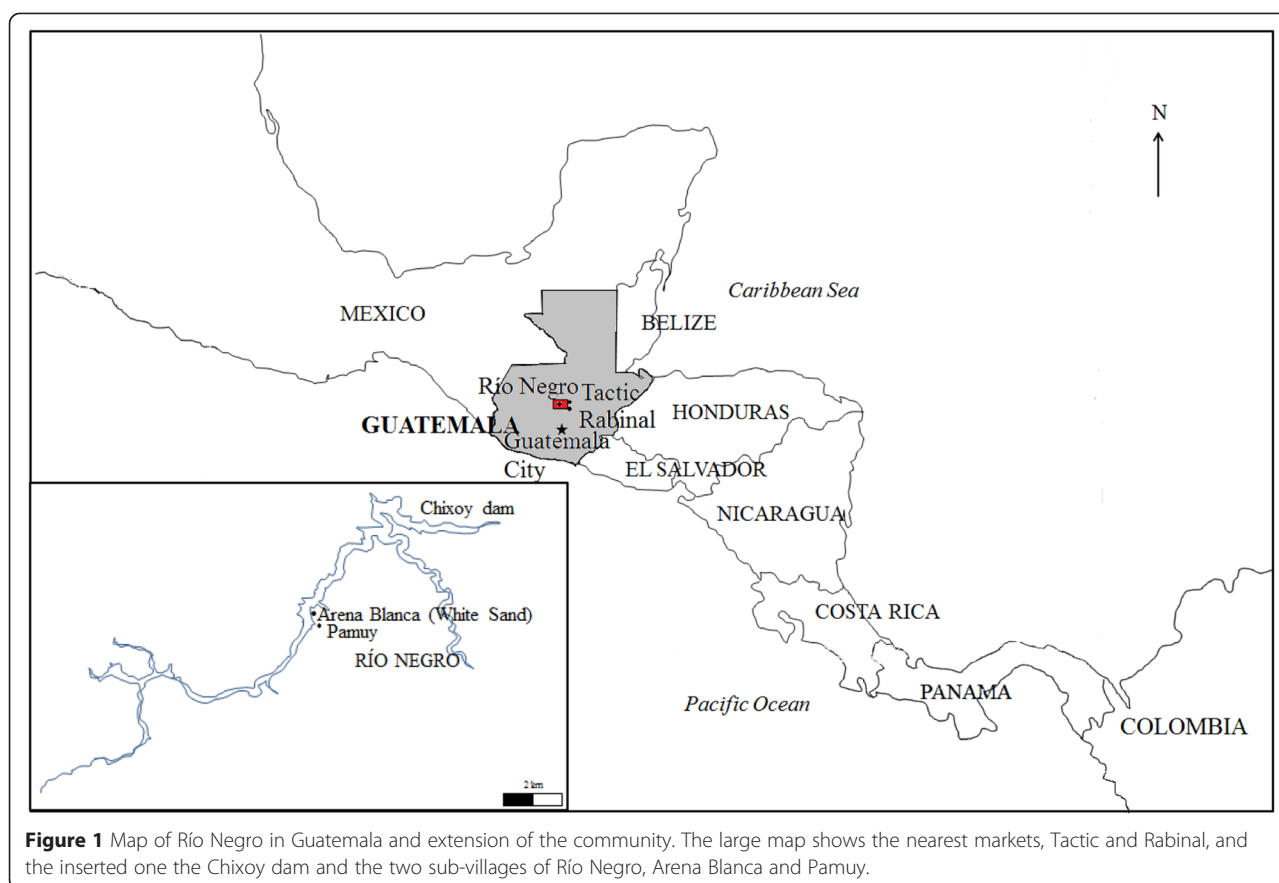 N
Caribbean Sea
MEXICO
BELIZE
Río Negro
Tactic
Rabinal
HONDURAS
GUATEMALA
Guatemala
City
EL SALVADOR
NICARAGUA
COSTA RICA
PANAMA
COLOMBIA
Pacific Ocean
Chixoy dam
Arena Blanca (White Sand)
Pamuy
RÍO NEGRO
2 km
Figure 1 Map of Río Negro in Guatemala and extension of the community. The large map shows the nearest markets, Tactic and Rabinal, and
the inserted one the Chixoy dam and the two sub-villages of Río Negro, Arena Blanca and Pamuy.